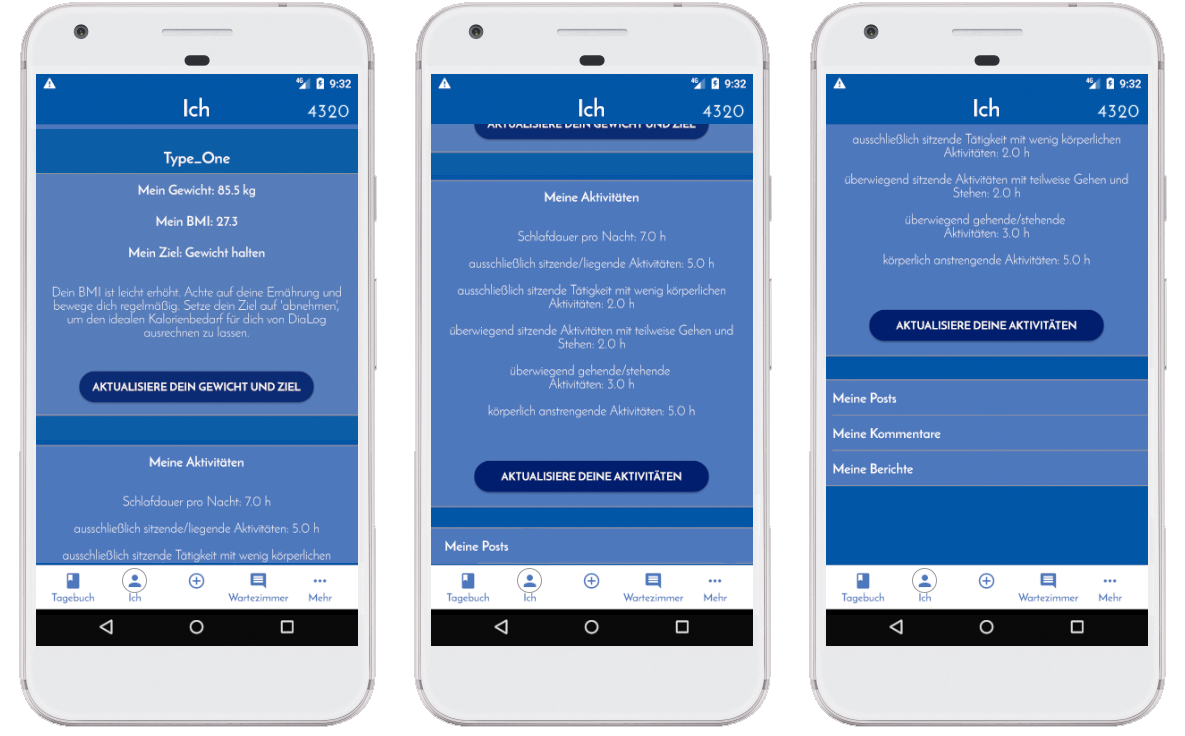 4G 9:32
Ich 4320
Type_One
Mein Gewicht: 85.5 kg
Mein BMI: 27.3
Mein Ziel: Gewicht halten
Dein BMI ist leicht erhöht. Achte auf deine Ernährung und
bewege dich regelmäßig. Setze dein Ziel auf 'abnehmen',
um den idealen Kalorienbedarf für dich von DiaLog
ausrechnen zu lassen.
AKTUALISIERE DEIN GEWICHT UND ZIEL
Meine Aktivitäten
Schlafdauer pro Nacht: 7.0 h
ausschließlich sitzende/liegende Aktivitäten: 5.0 h
ausschließlich sitzende Tätigkeit mit wenig körperlichen
Tagebuch Ich Wartezimmer Mehr
4G 9:32
Ich 4320
AKTUALISIERE DEIN GEWICHT UND ZIEL
Meine Aktivitäten
Schlafdauer pro Nacht: 7.0 h
ausschließlich sitzende/liegende Aktivitäten: 5.0 h
ausschließlich sitzende Tätigkeit mit wenig körperlichen
Aktivitäten: 2.0 h
überwiegend sitzende Aktivitäten mit teilweise Gehen und
Stehen: 2.0 h
überwiegend gehende/stehende
Aktivitäten: 3.0 h
körperlich anstrengende Aktivitäten: 5.0 h
AKTUALISIERE DEINE AKTIVITÄTEN
Meine Posts
Tagebuch Ich Wartezimmer Mehr
4G 9:32
Ich 4320
ausschließlich sitzende Tätigkeit mit wenig körperlichen
Aktivitäten: 2.0 h
überwiegend sitzende Aktivitäten mit teilweise Gehen und
Stehen: 2.0 h
überwiegend gehende/stehende
Aktivitäten: 3.0 h
körperlich anstrengende Aktivitäten: 5.0 h
AKTUALISIERE DEINE AKTIVITÄTEN
Meine Posts
Meine Kommentare
Meine Berichte
Tagebuch Ich Wartezimmer Mehr